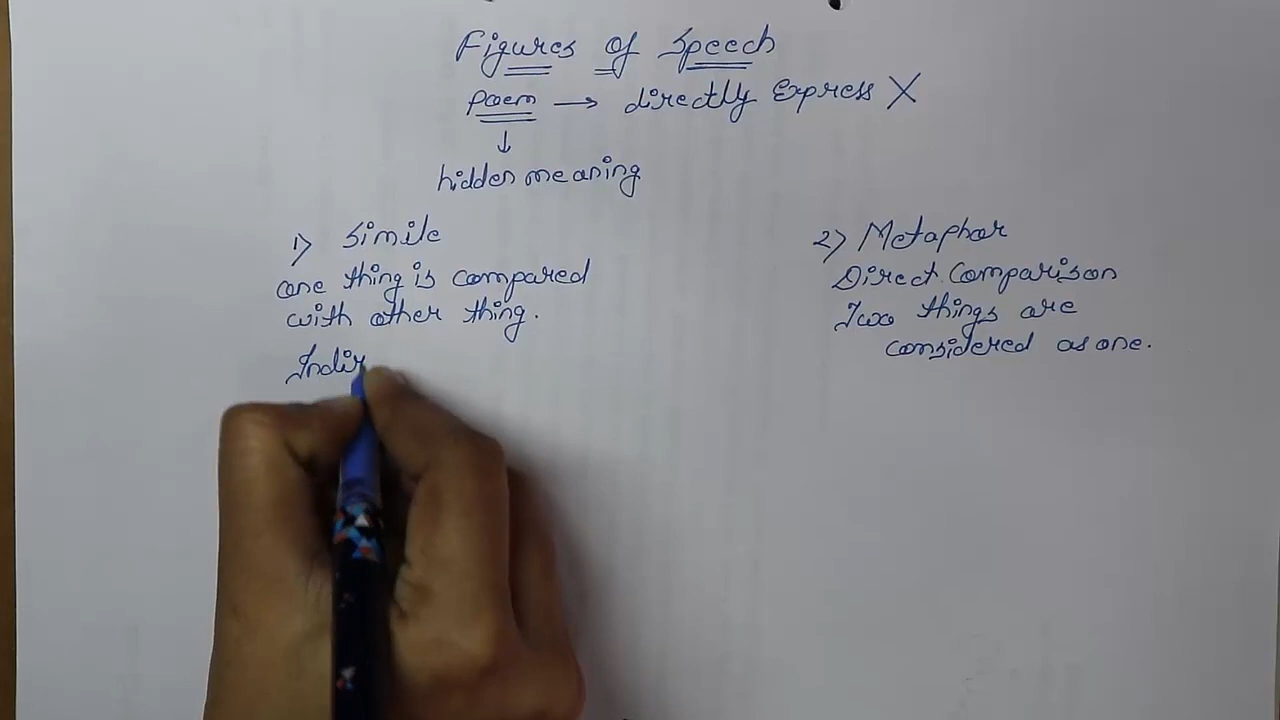 Figures of Speech
Poem → directly Express X
↓
hidden meaning
1) Simile
one thing is compared
with other thing.
Indir
2) Metaphor
Direct Comparison
Two things are
considered as one.